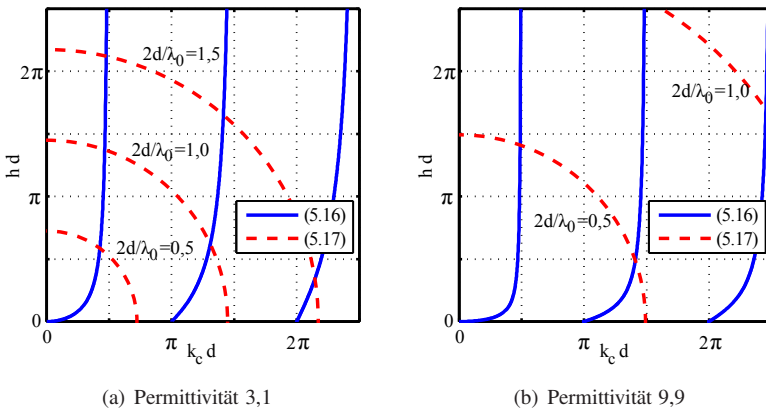 2π
h d
π
0
0
π
k_c d
2π
2d/λ₀=1,5
2d/λ₀=1,0
2d/λ₀=0,5
(5.16)
(5.17)
(a) Permittivität 3,1
2π
h d
π
0
0
π
k_c d
2π
2d/λ₀=1,0
2d/λ₀=0,5
(5.16)
(5.17)
(b) Permittivität 9,9